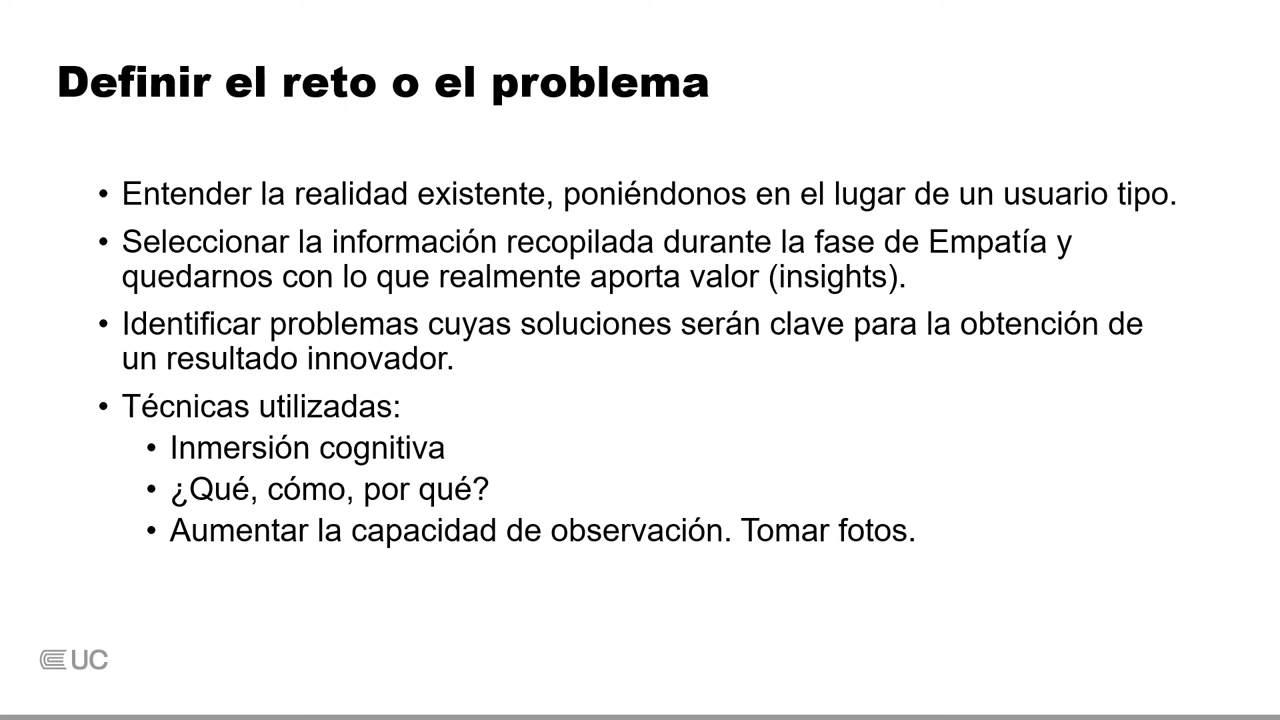 Definir el reto o el problema
• Entender la realidad existente, poniéndonos en el lugar de un usuario tipo.
• Seleccionar la información recopilada durante la fase de Empatía y
quedarnos con lo que realmente aporta valor (insights).
• Identificar problemas cuyas soluciones serán clave para la obtención de
un resultado innovador.
• Técnicas utilizadas:
• Inmersión cognitiva
• ¿Qué, cómo, por qué?
• Aumentar la capacidad de observación. Tomar fotos.
UC